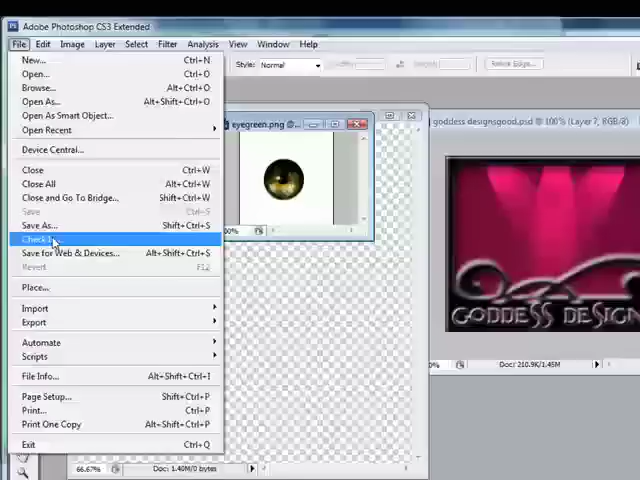 Adobe Photoshop CS3 Extended
File Edit Image Layer Select Filter Analysis View Window Help
New... Ctrl+N
Open... Ctrl+O
Browse... Alt+Ctrl+O
Open As... Alt+Shift+Ctrl+O
Open As Smart Object...
Open Recent
Device Central...
Close Ctrl+W
Close All Alt+Ctrl+W
Close and Go To Bridge... Shift+Ctrl+W
Save Ctrl+S
Save As... Shift+Ctrl+S
Check
Save for Web & Devices... Alt+Shift+Ctrl+S
Revert F12
Place...
Import
Export
Automate
Scripts
File Info... Alt+Shift+Ctrl+I
Page Setup... Shift+Ctrl+P
Print... Ctrl+P
Print One Copy Alt+Shift+Ctrl+P
Exit Ctrl+Q
Style: Normal
Refine Edge...
eyegreen.png @...
66.67%
Doc: 1.40M/0 bytes
goddess designsgood.psd @ 100% (Layer 7, RGB/8)
GODDESS DESIGN
Doc: 210.9K/1.45M